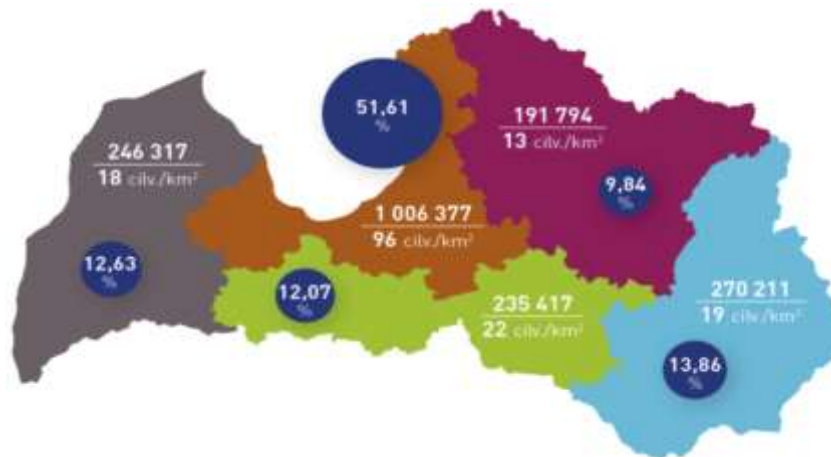 51,61
%
191 794
13 cilv./km²
246 317
18 cilv./km²
9,84
%
1 006 377
96 cilv./km²
12,63
%
12,07
%
235 417
22 cilv./km²
270 211
19 cilv./km²
13,86
%